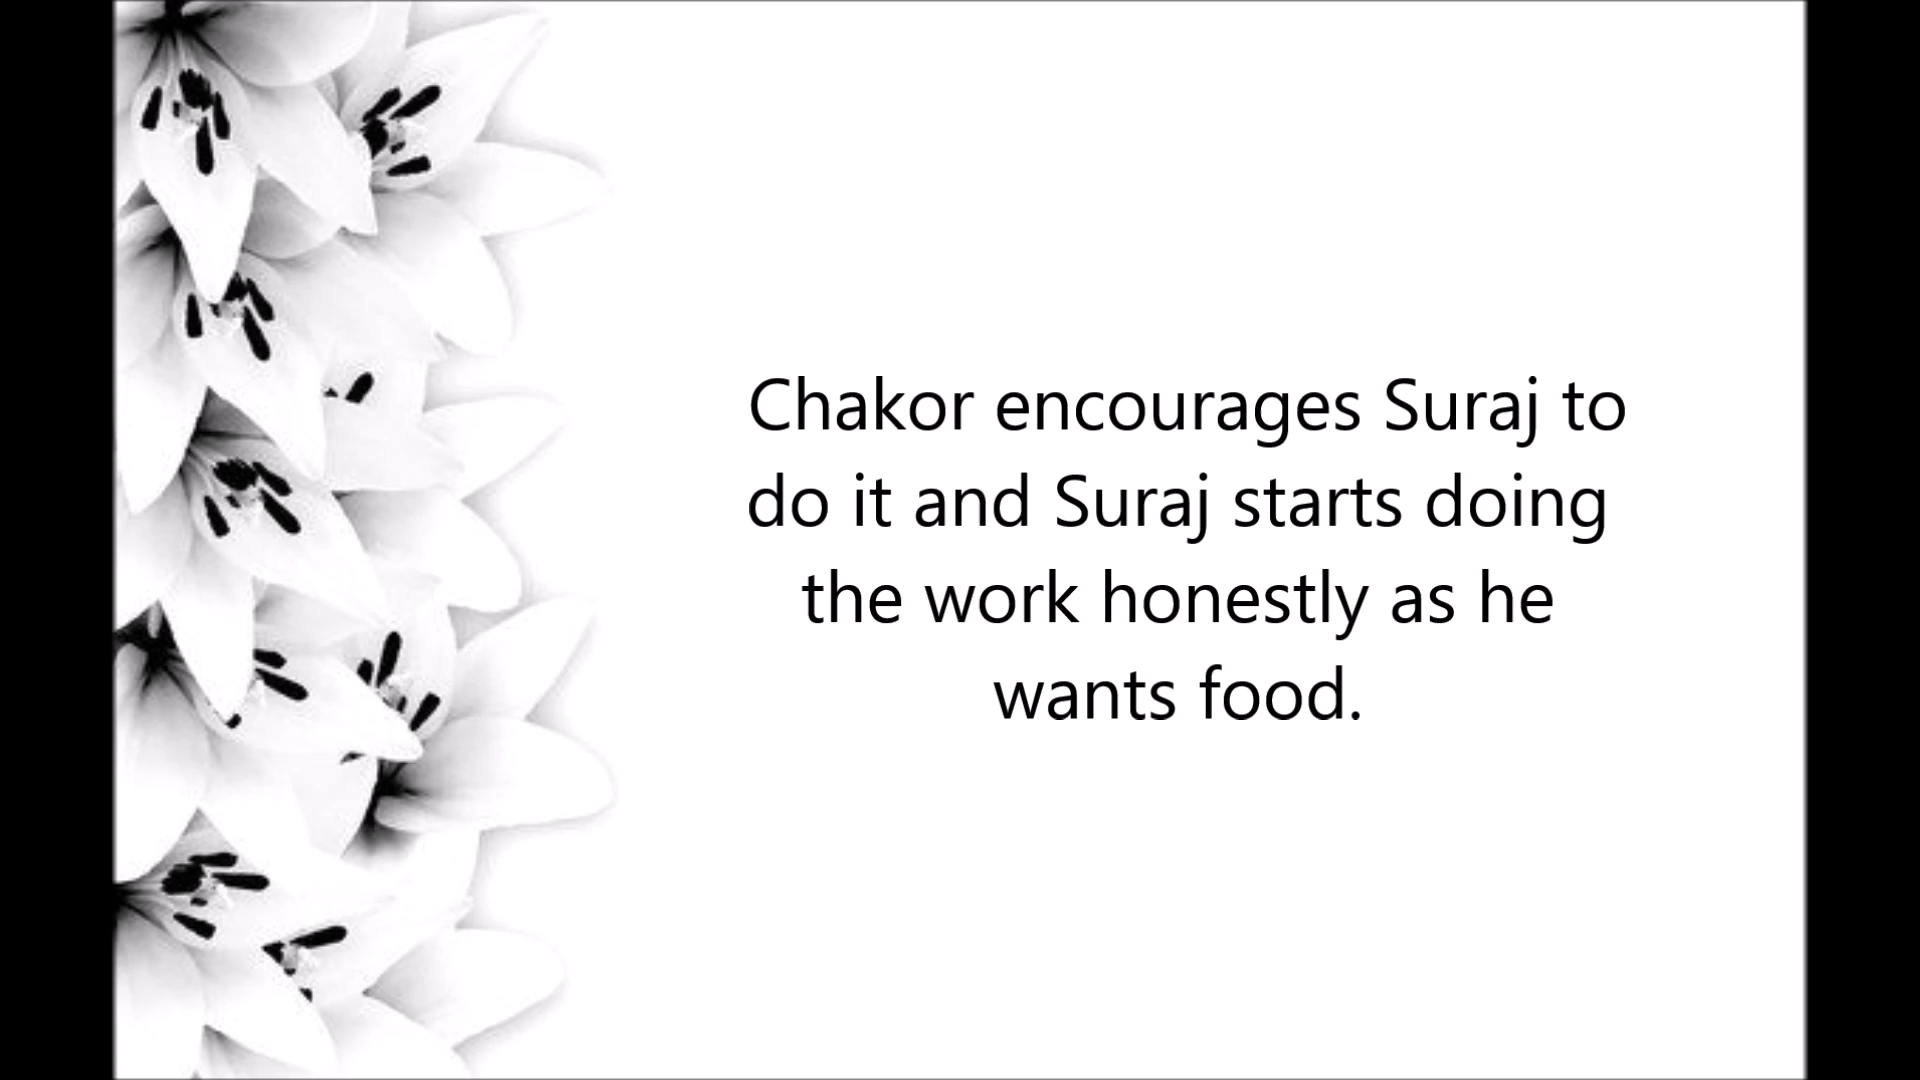 Chakor encourages Suraj to
do it and Suraj starts doing
the work honestly as he
wants food.